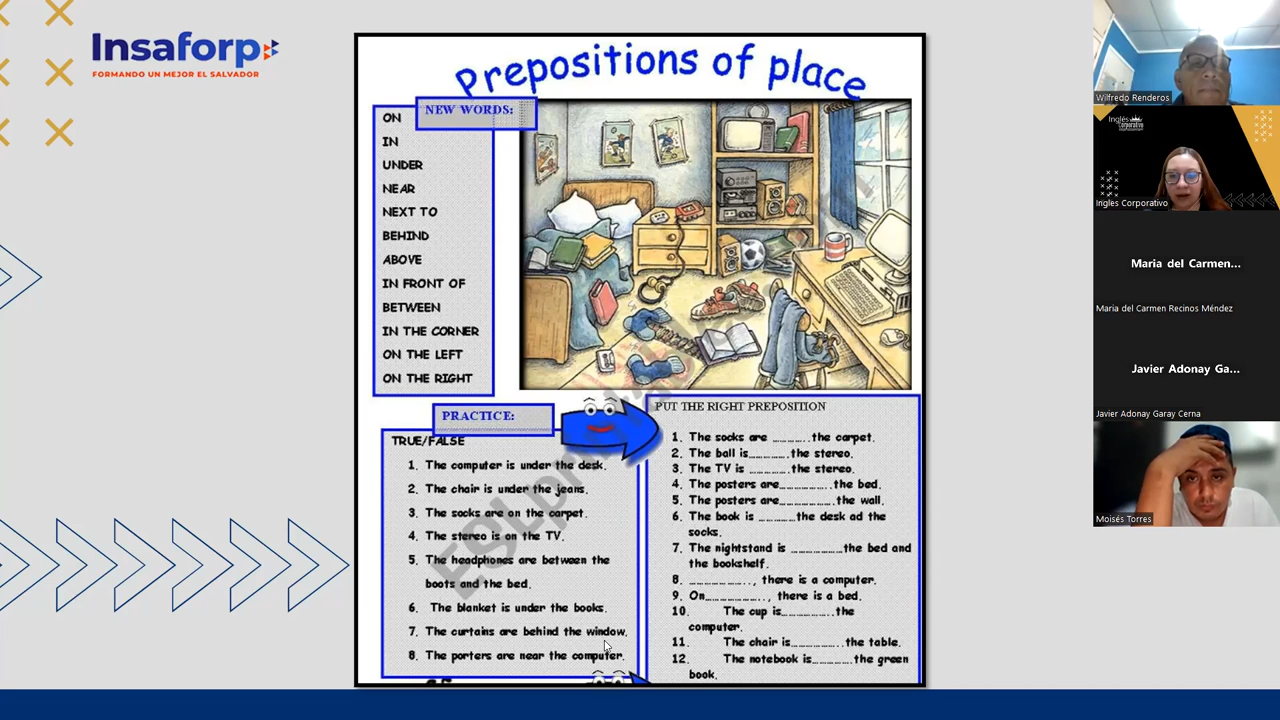 Insaforp
FORMANDO UN MEJOR EL SALVADOR
Prepositions of place
NEW WORDS:
ON
IN
UNDER
NEAR
NEXT TO
BEHIND
ABOVE
IN FRONT OF
BETWEEN
IN THE CORNER
ON THE LEFT
ON THE RIGHT
PRACTICE:
TRUE/FALSE
1. The computer is under the desk.
2. The chair is under the jeans.
3. The socks are on the carpet.
4. The stereo is on the TV.
5. The headphones are between the
boots and the bed.
6. The blanket is under the books.
7. The curtains are behind the window.
8. The porters are near the computer.
PUT THE RIGHT PREPOSITION
1. The socks are ………..the carpet.
2. The ball is………….the stereo.
3. The TV is ………….the stereo.
4. The posters are……………..the bed.
5. The posters are……………….the wall.
6. The book is …………the desk ad the
socks.
7. The nightstand is ……………..the bed and
the bookshelf.
8. ……………….., there is a computer.
9. On……………….., there is a bed.
10. The cup is…………….the
computer.
11. The chair is……………..the table.
12. The notebook is………….the green
book.
Wilfredo Renderos
Inglés
Corporativo
Ingles Corporativo
Maria del Carmen...
Maria del Carmen Recinos Méndez
Javier Adonay Ga...
Javier Adonay Garay Cerna
Moisés Torres